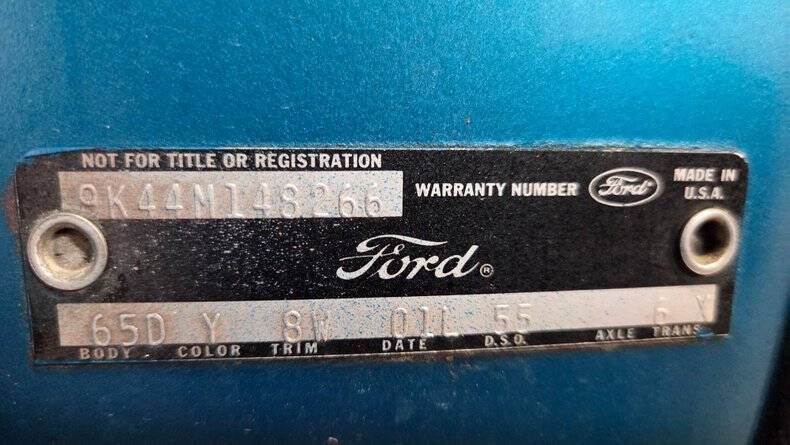 NOT FOR TITLE OR REGISTRATION
9K44M148266 WARRANTY NUMBER Ford MADE IN U.S.A.
Ford®
65D Y 8W 01L 55 6 X
BODY COLOR TRIM DATE D.S.O. AXLE TRANS